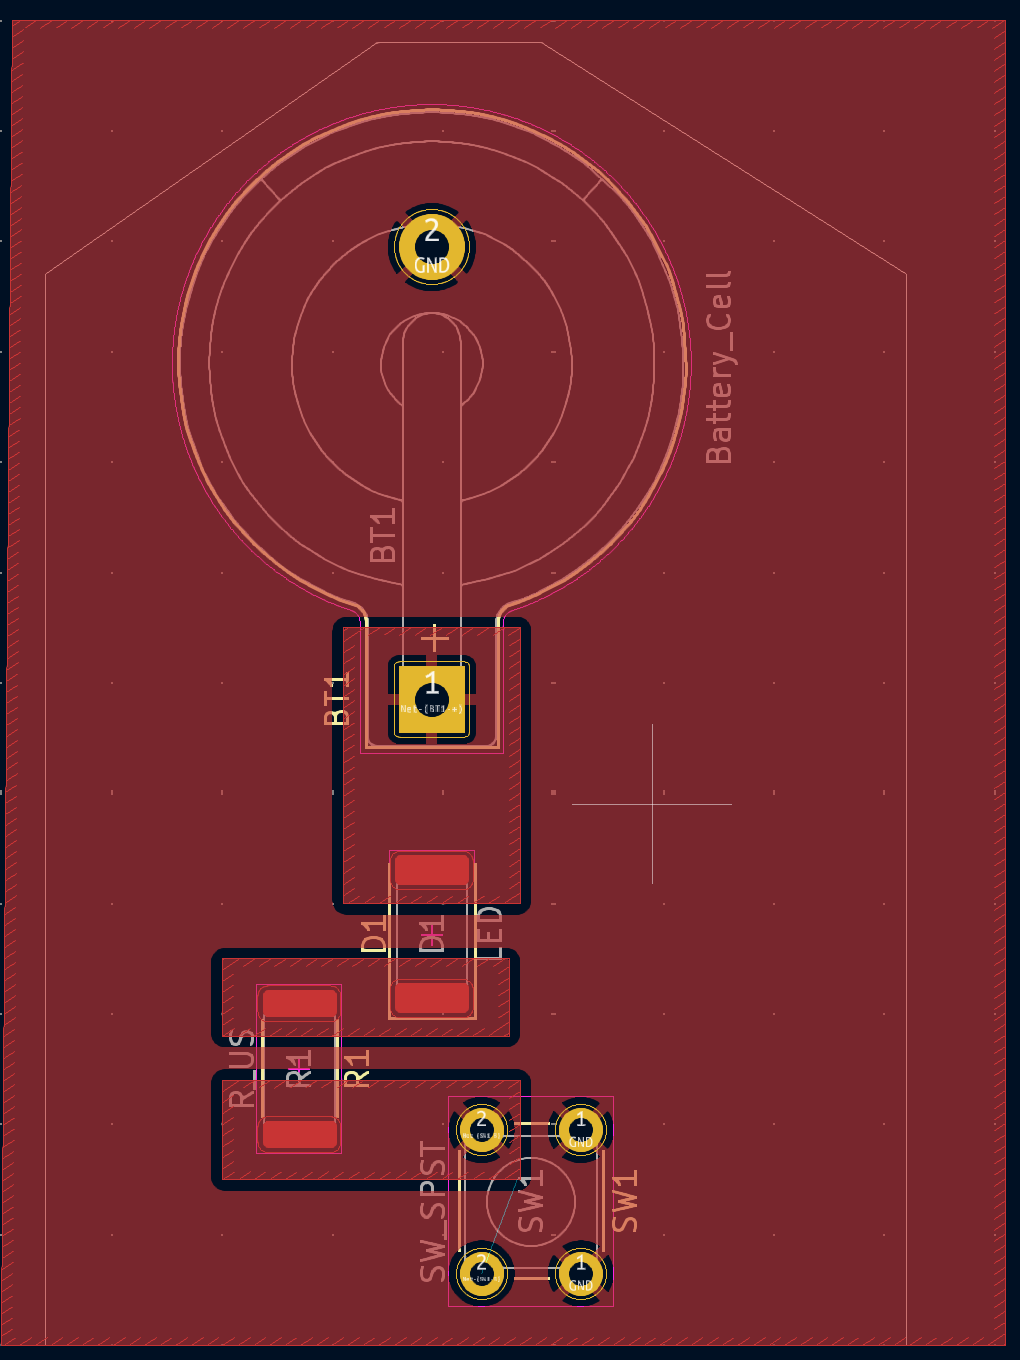 2
GND
Battery_Cell
BT1
BT1
1
Net-(BT1-+)
D1
D1
LED
R_US
R1
R1
2
1
GND
SW_SPST
SW1
SW1
2
1
GND